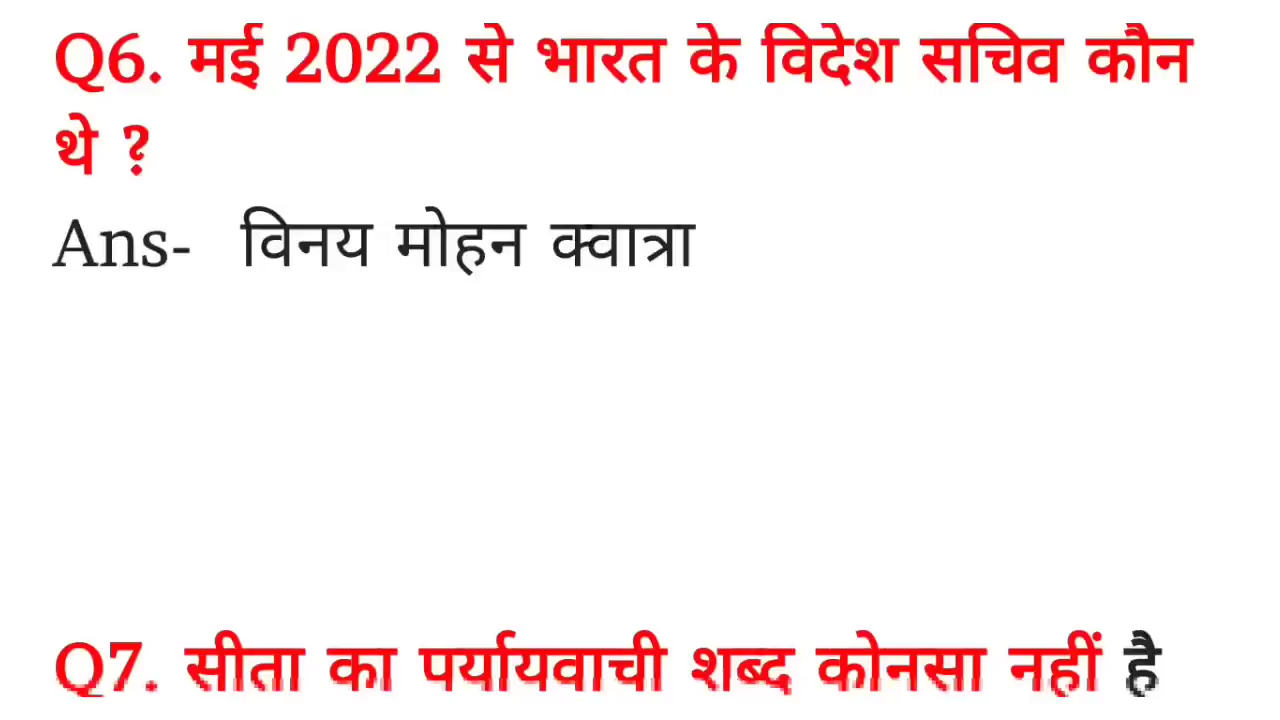 Q6. मई 2022 से भारत के विदेश सचिव कौन
थे ?
Ans- विनय मोहन क्वात्रा
Q7. सीता का पर्यायवाची शब्द कोनसा नहीं है